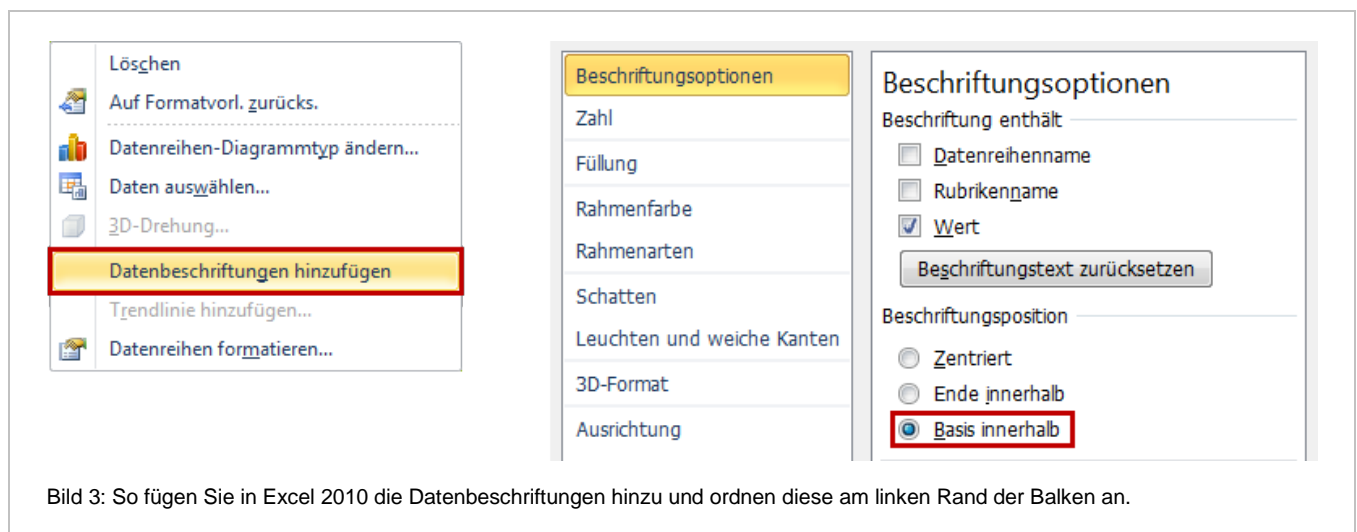 Löschen
Auf Formatvorl. zurücks.
Datenreihen-Diagrammtyp ändern...
Daten auswählen...
3D-Drehung...
Datenbeschriftungen hinzufügen
Trendlinie hinzufügen...
Datenreihen formatieren...
Beschriftungsoptionen
Zahl
Füllung
Rahmenfarbe
Rahmenarten
Schatten
Leuchten und weiche Kanten
3D-Format
Ausrichtung
Beschriftungsoptionen
Beschriftung enthält
Datenreihenname
Rubrikenname
Wert
Beschriftungstext zurücksetzen
Beschriftungsposition
Zentriert
Ende innerhalb
Basis innerhalb
Bild 3: So fügen Sie in Excel 2010 die Datenbeschriftungen hinzu und ordnen diese am linken Rand der Balken an.